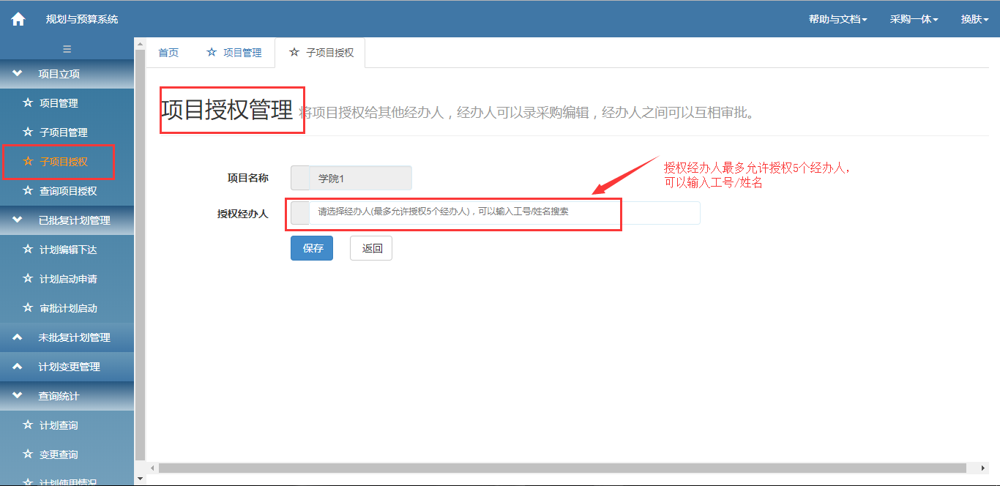 规划与预算系统
帮助与文档
采购一体
换肤
首页
项目管理
子项目授权
项目立项
项目管理
子项目管理
子项目授权
查询项目授权
已批复计划管理
计划编辑下达
计划启动申请
审批计划启动
未批复计划管理
计划变更管理
查询统计
计划查询
变更查询
计划使用情况
项目授权管理 将项目授权给其他经办人，经办人可以录采购编辑，经办人之间可以互相审批。
项目名称
学院1
授权经办人最多允许授权5个经办人，
可以输入工号/姓名
授权经办人
请选择经办人(最多允许授权5个经办人)，可以输入工号/姓名搜索
保存
返回